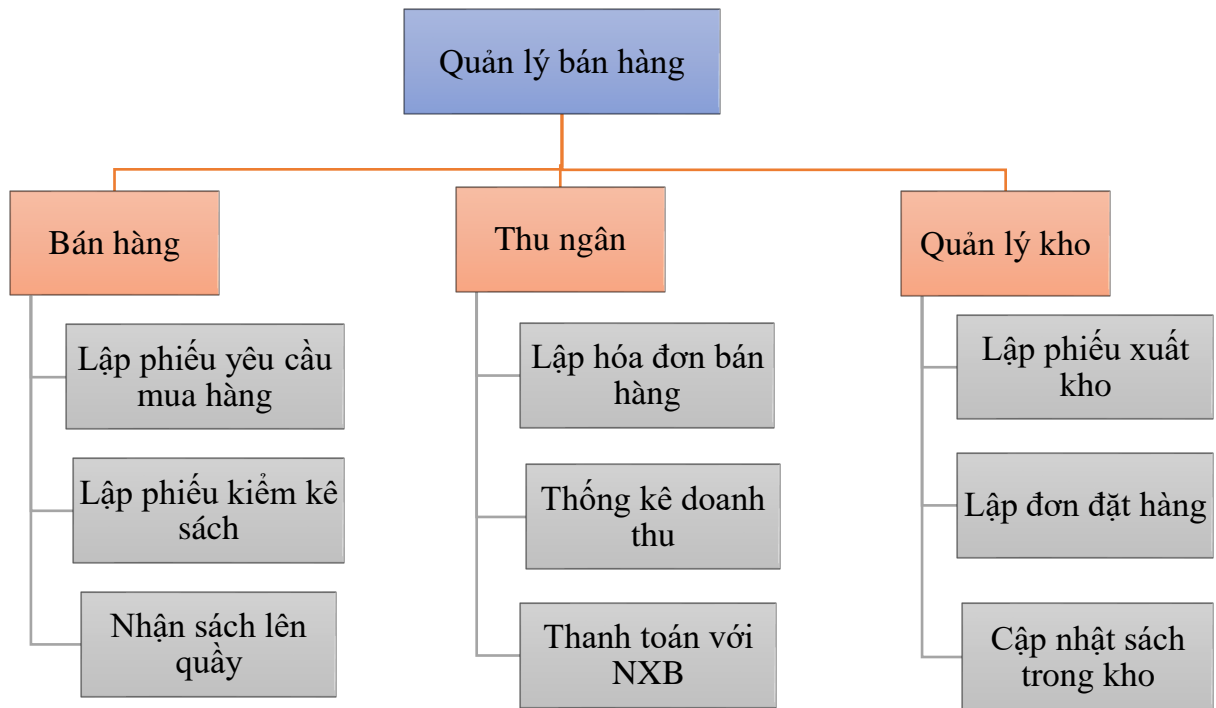 Quản lý bán hàng
Bán hàng
Lập phiếu yêu cầu
mua hàng
Lập phiếu kiểm kê
sách
Nhận sách lên
quầy
Thu ngân
Lập hóa đơn bán
hàng
Thống kê doanh
thu
Thanh toán với
NXB
Quản lý kho
Lập phiếu xuất
kho
Lập đơn đặt hàng
Cập nhật sách
trong kho